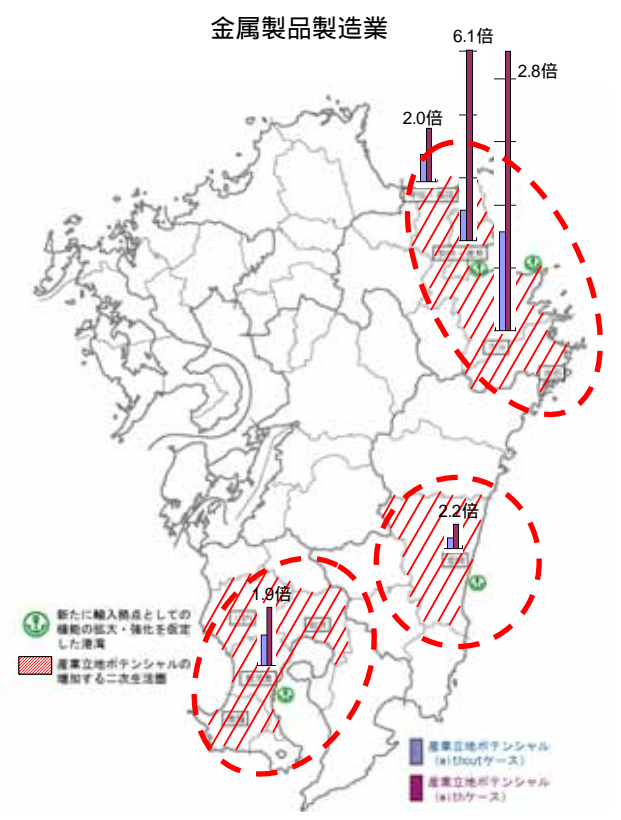 金属製品製造業
6.1倍
2.8倍
2.0倍
2.2倍
1.9倍
新たに輸入拠点としての
機能の拡大・強化を仮定
した港湾
産業立地ポテンシャルの
増加する二次生活圏
産業立地ポテンシャル
(withoutケース)
産業立地ポテンシャル
(withケース)